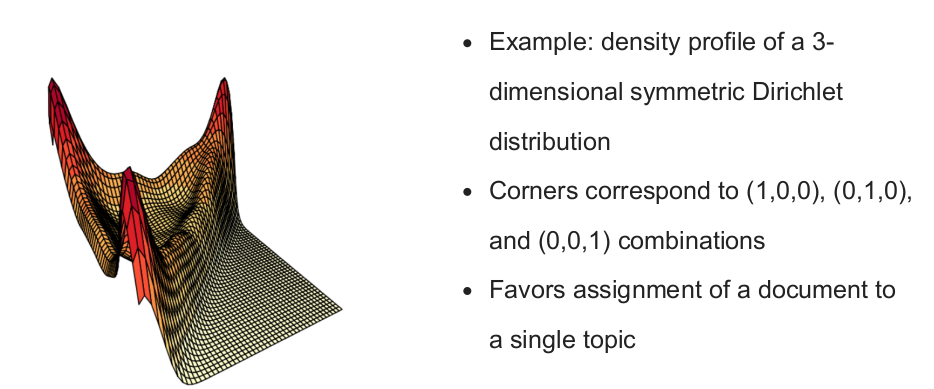 • Example: density profile of a 3-
dimensional symmetric Dirichlet
distribution
• Corners correspond to (1,0,0), (0,1,0),
and (0,0,1) combinations
• Favors assignment of a document to
a single topic